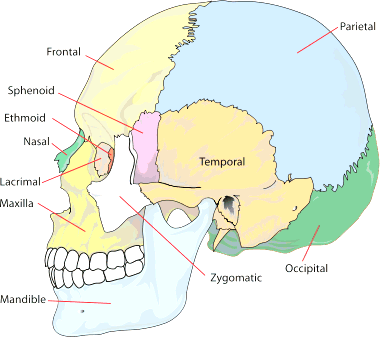 Parietal
Frontal
Sphenoid
Ethmoid
Nasal
Temporal
Lacrimal
Maxilla
Zygomatic
Occipital
Mandible